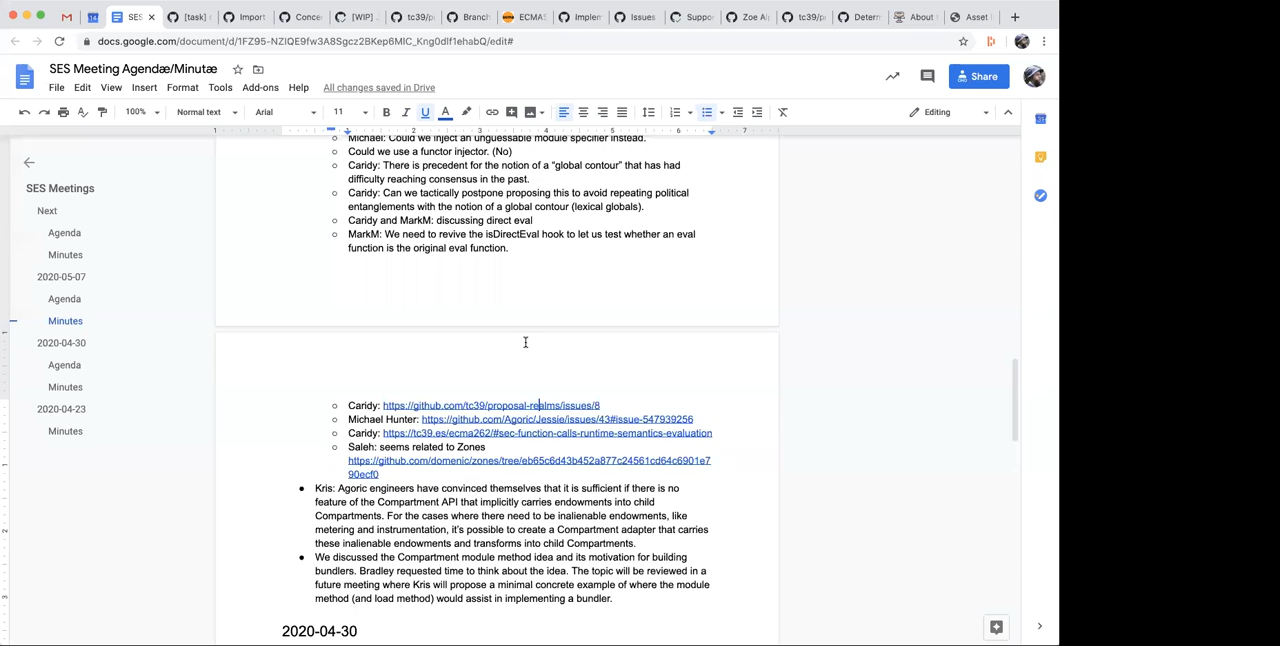 SES
[task]
Import
Conce
[WIP]
tc39/p
Branch
ECMAS
Implem
Issues
Suppo
Zoe Al
tc39/p
Determ
About
Asset
docs.google.com/document/d/1FZ95-NZIQE9fw3A8Sgcz2BKep6MlC_Kng0dlf1ehabQ/edit#
SES Meeting Agendæ/Minutæ
File Edit View Insert Format Tools Add-ons Help All changes saved in Drive
Share
100% Normal text Arial 11 B I U A Editing
1 2 3 4 5 6 7
SES Meetings
Next
Agenda
Minutes
2020-05-07
Agenda
Minutes
2020-04-30
Agenda
Minutes
2020-04-23
Minutes
Michael: Could we inject an unguessable module specifier instead.
Could we use a functor injector. (No)
Caridy: There is precedent for the notion of a “global contour” that has had
difficulty reaching consensus in the past.
Caridy: Can we tactically postpone proposing this to avoid repeating political
entanglements with the notion of a global contour (lexical globals).
Caridy and MarkM: discussing direct eval
MarkM: We need to revive the isDirectEval hook to let us test whether an eval
function is the original eval function.
Caridy: https://github.com/tc39/proposal-realms/issues/8
Michael Hunter: https://github.com/Agoric/Jessie/issues/43#issue-547939256
Caridy: https://tc39.es/ecma262/#sec-function-calls-runtime-semantics-evaluation
Saleh: seems related to Zones
https://github.com/domenic/zones/tree/eb65c6d43b452a877c24561cd64c6901e7
90ecf0
Kris: Agoric engineers have convinced themselves that it is sufficient if there is no
feature of the Compartment API that implicitly carries endowments into child
Compartments. For the cases where there need to be inalienable endowments, like
metering and instrumentation, it’s possible to create a Compartment adapter that carries
these inalienable endowments and transforms into child Compartments.
We discussed the Compartment module method idea and its motivation for building
bundlers. Bradley requested time to think about the idea. The topic will be reviewed in a
future meeting where Kris will propose a minimal concrete example of where the module
method (and load method) would assist in implementing a bundler.
2020-04-30